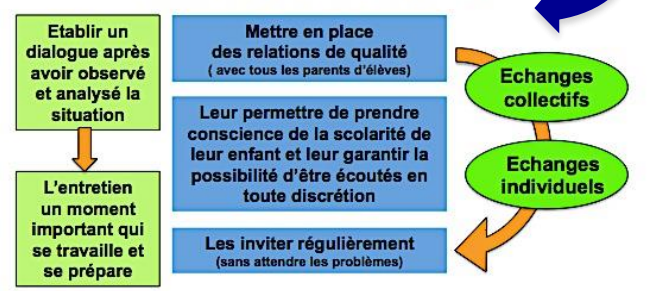 Etablir un
dialogue après
avoir observé
et analysé la
situation
L'entretien
un moment
important qui
se travaille et
se prépare
Mettre en place
des relations de qualité
( avec tous les parents d'élèves)
Leur permettre de prendre
conscience de la scolarité de
leur enfant et leur garantir la
possibilité d'être écoutés en
toute discrétion
Les inviter régulièrement
(sans attendre les problèmes)
Echanges
collectifs
Echanges
individuels